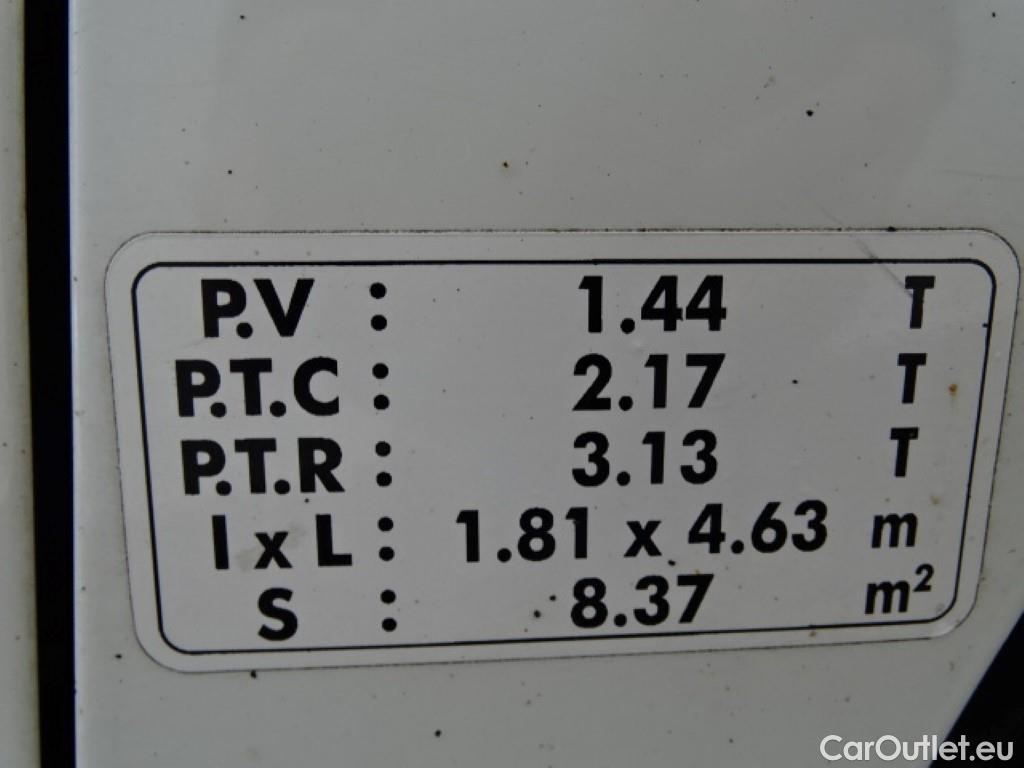 P.V : 1.44 T
P.T.C : 2.17 T
P.T.R : 3.13 T
l x L : 1.81 x 4.63 m
S : 8.37 m²
CarOutlet.eu